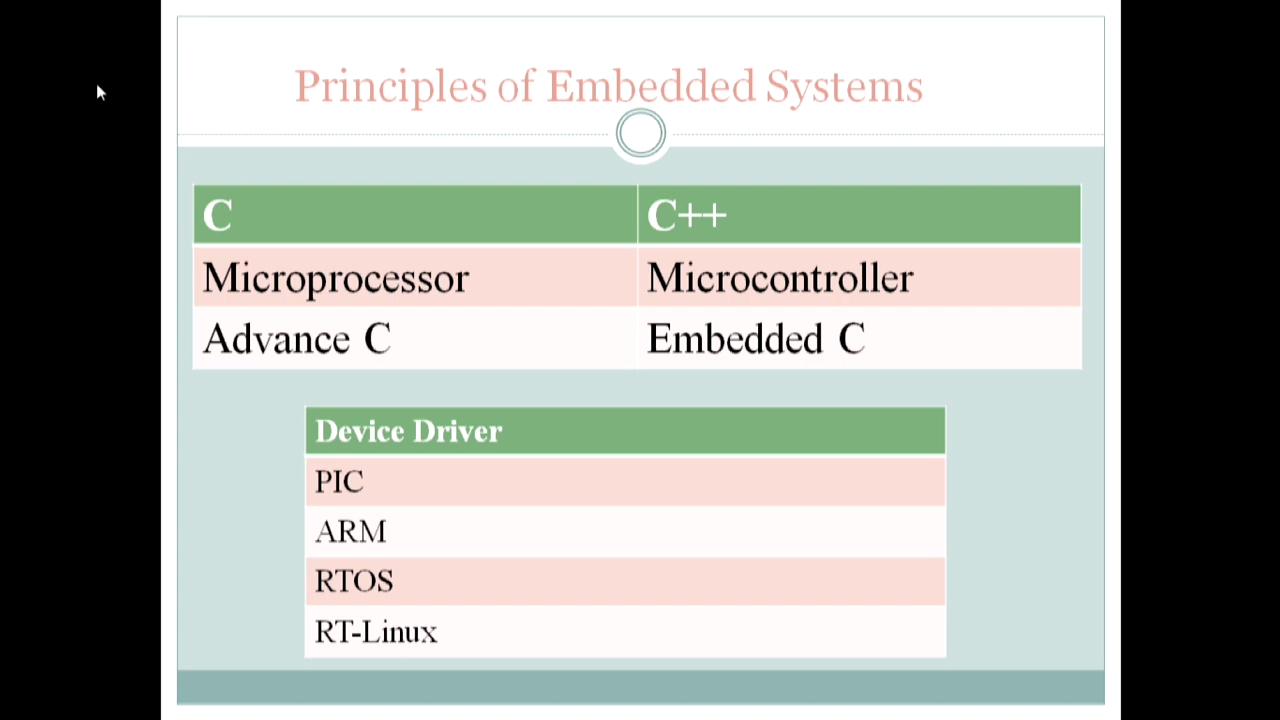 Principles of Embedded Systems
C C++
Microprocessor Microcontroller
Advance C Embedded C
Device Driver
PIC
ARM
RTOS
RT-Linux